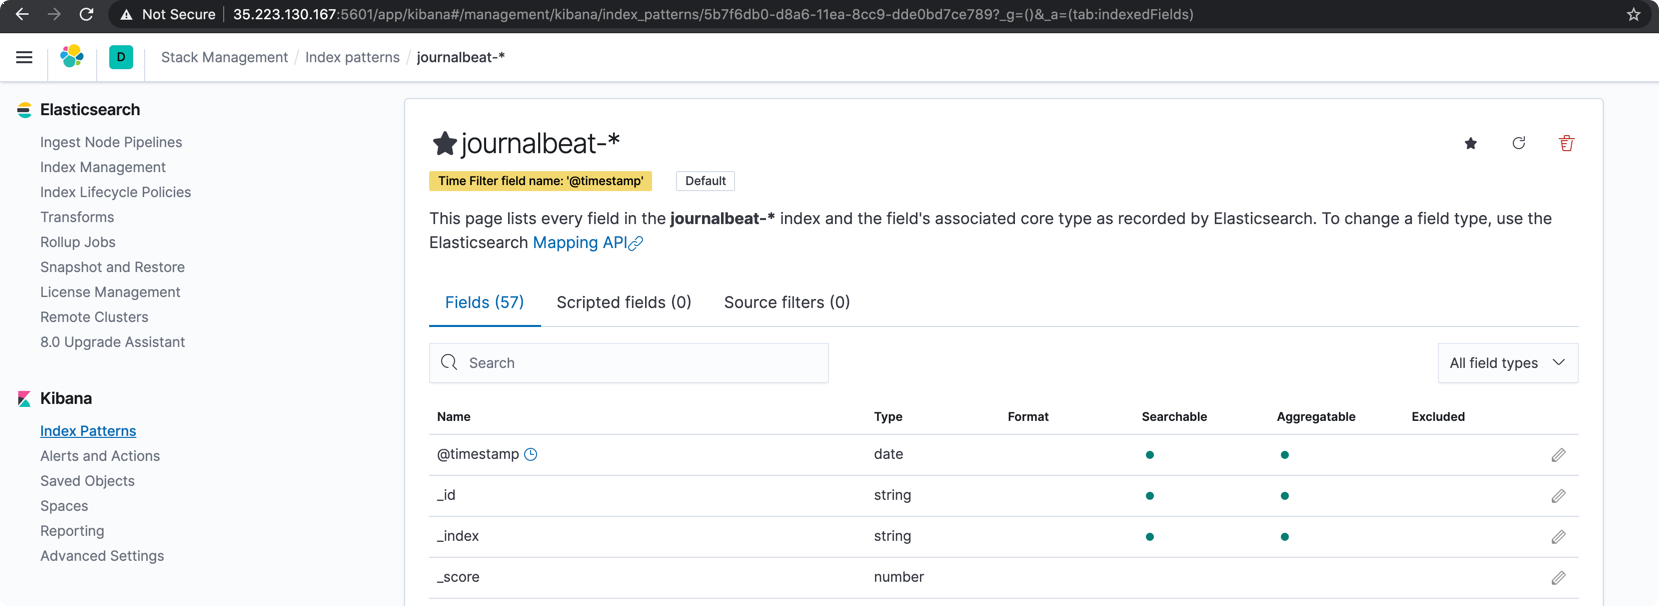 Not Secure 35.223.130.167:5601/app/kibana#/management/kibana/index_patterns/5b7f6db0-d8a6-11ea-8cc9-dde0bd7ce789?_g=()&_a=(tab:indexedFields)
D Stack Management / Index patterns / journalbeat-*
Elasticsearch
Ingest Node Pipelines
Index Management
Index Lifecycle Policies
Transforms
Rollup Jobs
Snapshot and Restore
License Management
Remote Clusters
8.0 Upgrade Assistant
Kibana
Index Patterns
Alerts and Actions
Saved Objects
Spaces
Reporting
Advanced Settings
journalbeat-*
Time Filter field name: '@timestamp' Default
This page lists every field in the journalbeat-* index and the field's associated core type as recorded by Elasticsearch. To change a field type, use the
Elasticsearch Mapping API
Fields (57) Scripted fields (0) Source filters (0)
Search All field types
Name Type Format Searchable Aggregatable Excluded
@timestamp date
_id string
_index string
_score number